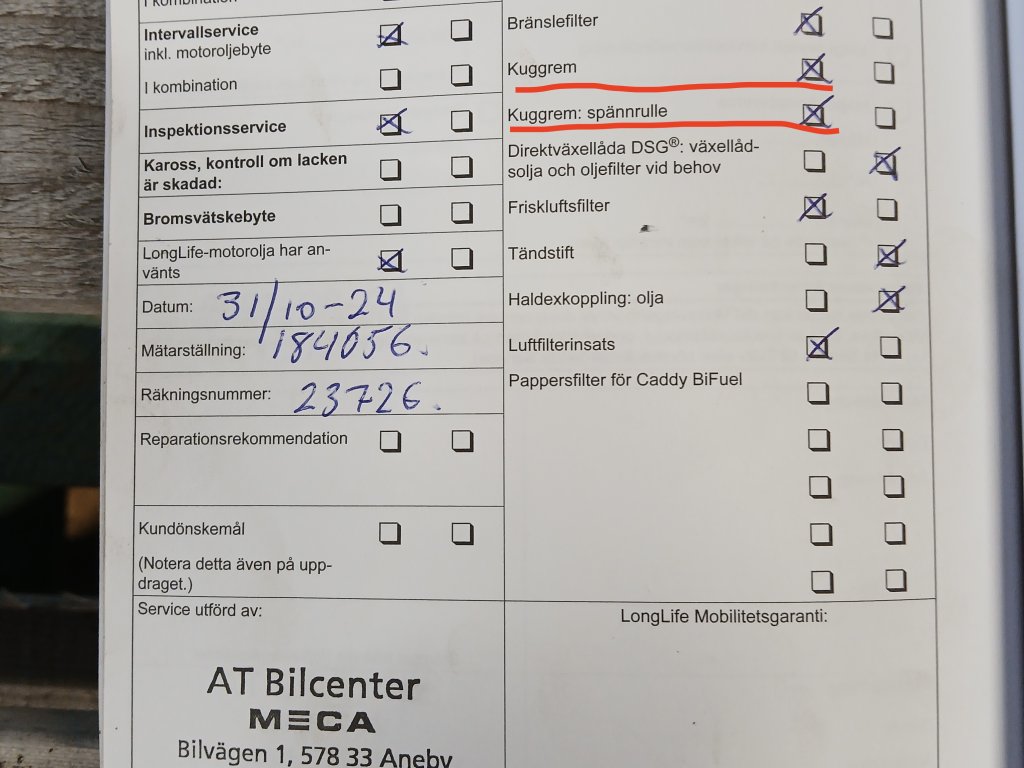 Intervallservice
inkl. motoroljebyte
I kombination
Inspektionsservice
Kaross, kontroll om lacken
är skadad:
Bromsvätskebyte
LongLife-motorolja har an-
vänts
Datum: 31/10-24
Mätarställning: 184056.
Räkningsnummer: 23726.
Reparationsrekommendation
Kundönskemål
(Notera detta även på upp-
draget.)
Service utförd av:
AT Bilcenter
MECA
Bilvägen 1, 578 33 Aneby
Bränslefilter
Kuggrem
Kuggrem: spännrulle
Direktväxellåda DSG®: växellåd-
solja och oljefilter vid behov
Friskluftsfilter
Tändstift
Haldexkoppling: olja
Luftfilterinsats
Pappersfilter för Caddy BiFuel
LongLife Mobilitetsgaranti: